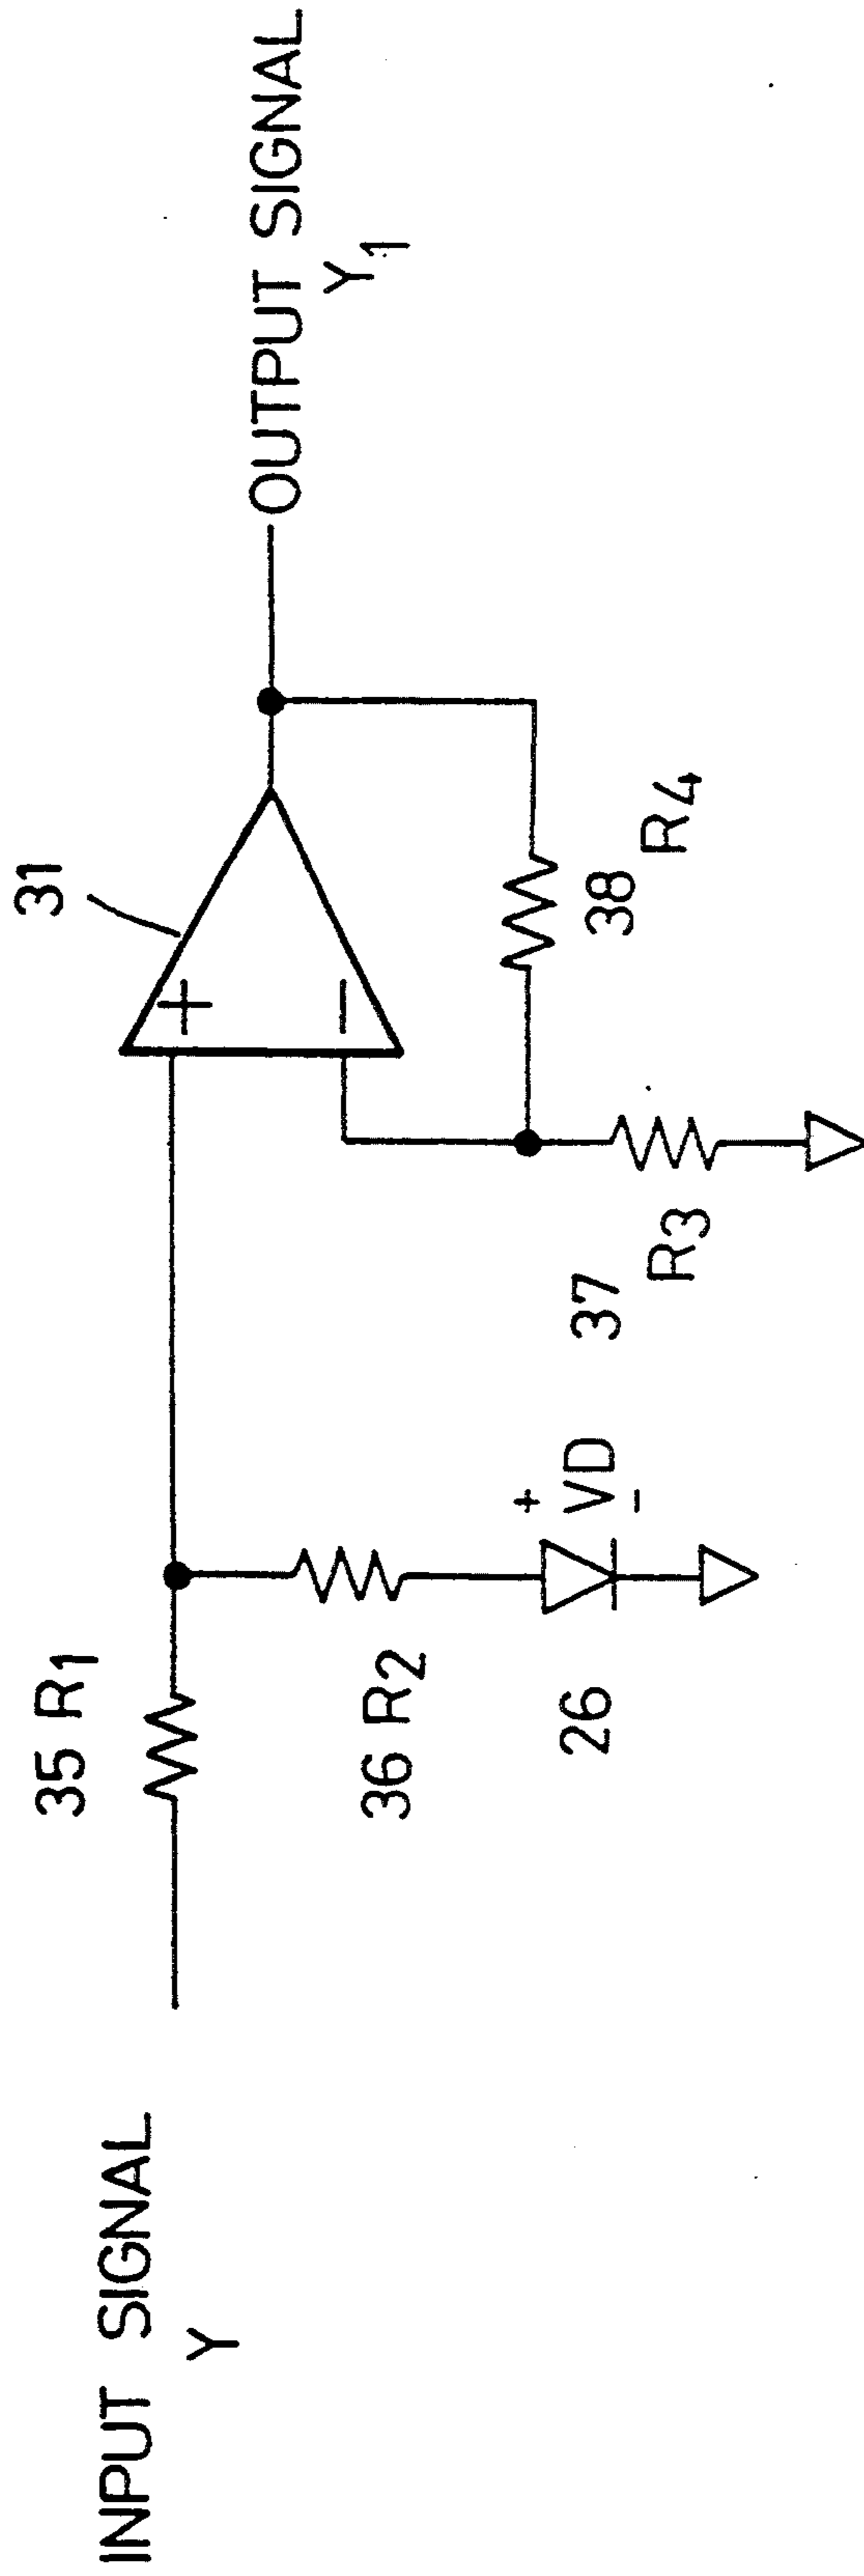 31
35 R1
+
OUTPUT SIGNAL
Y1
INPUT SIGNAL
Y
−
36 R2
38
R4
+
VD
−
26
37
R3